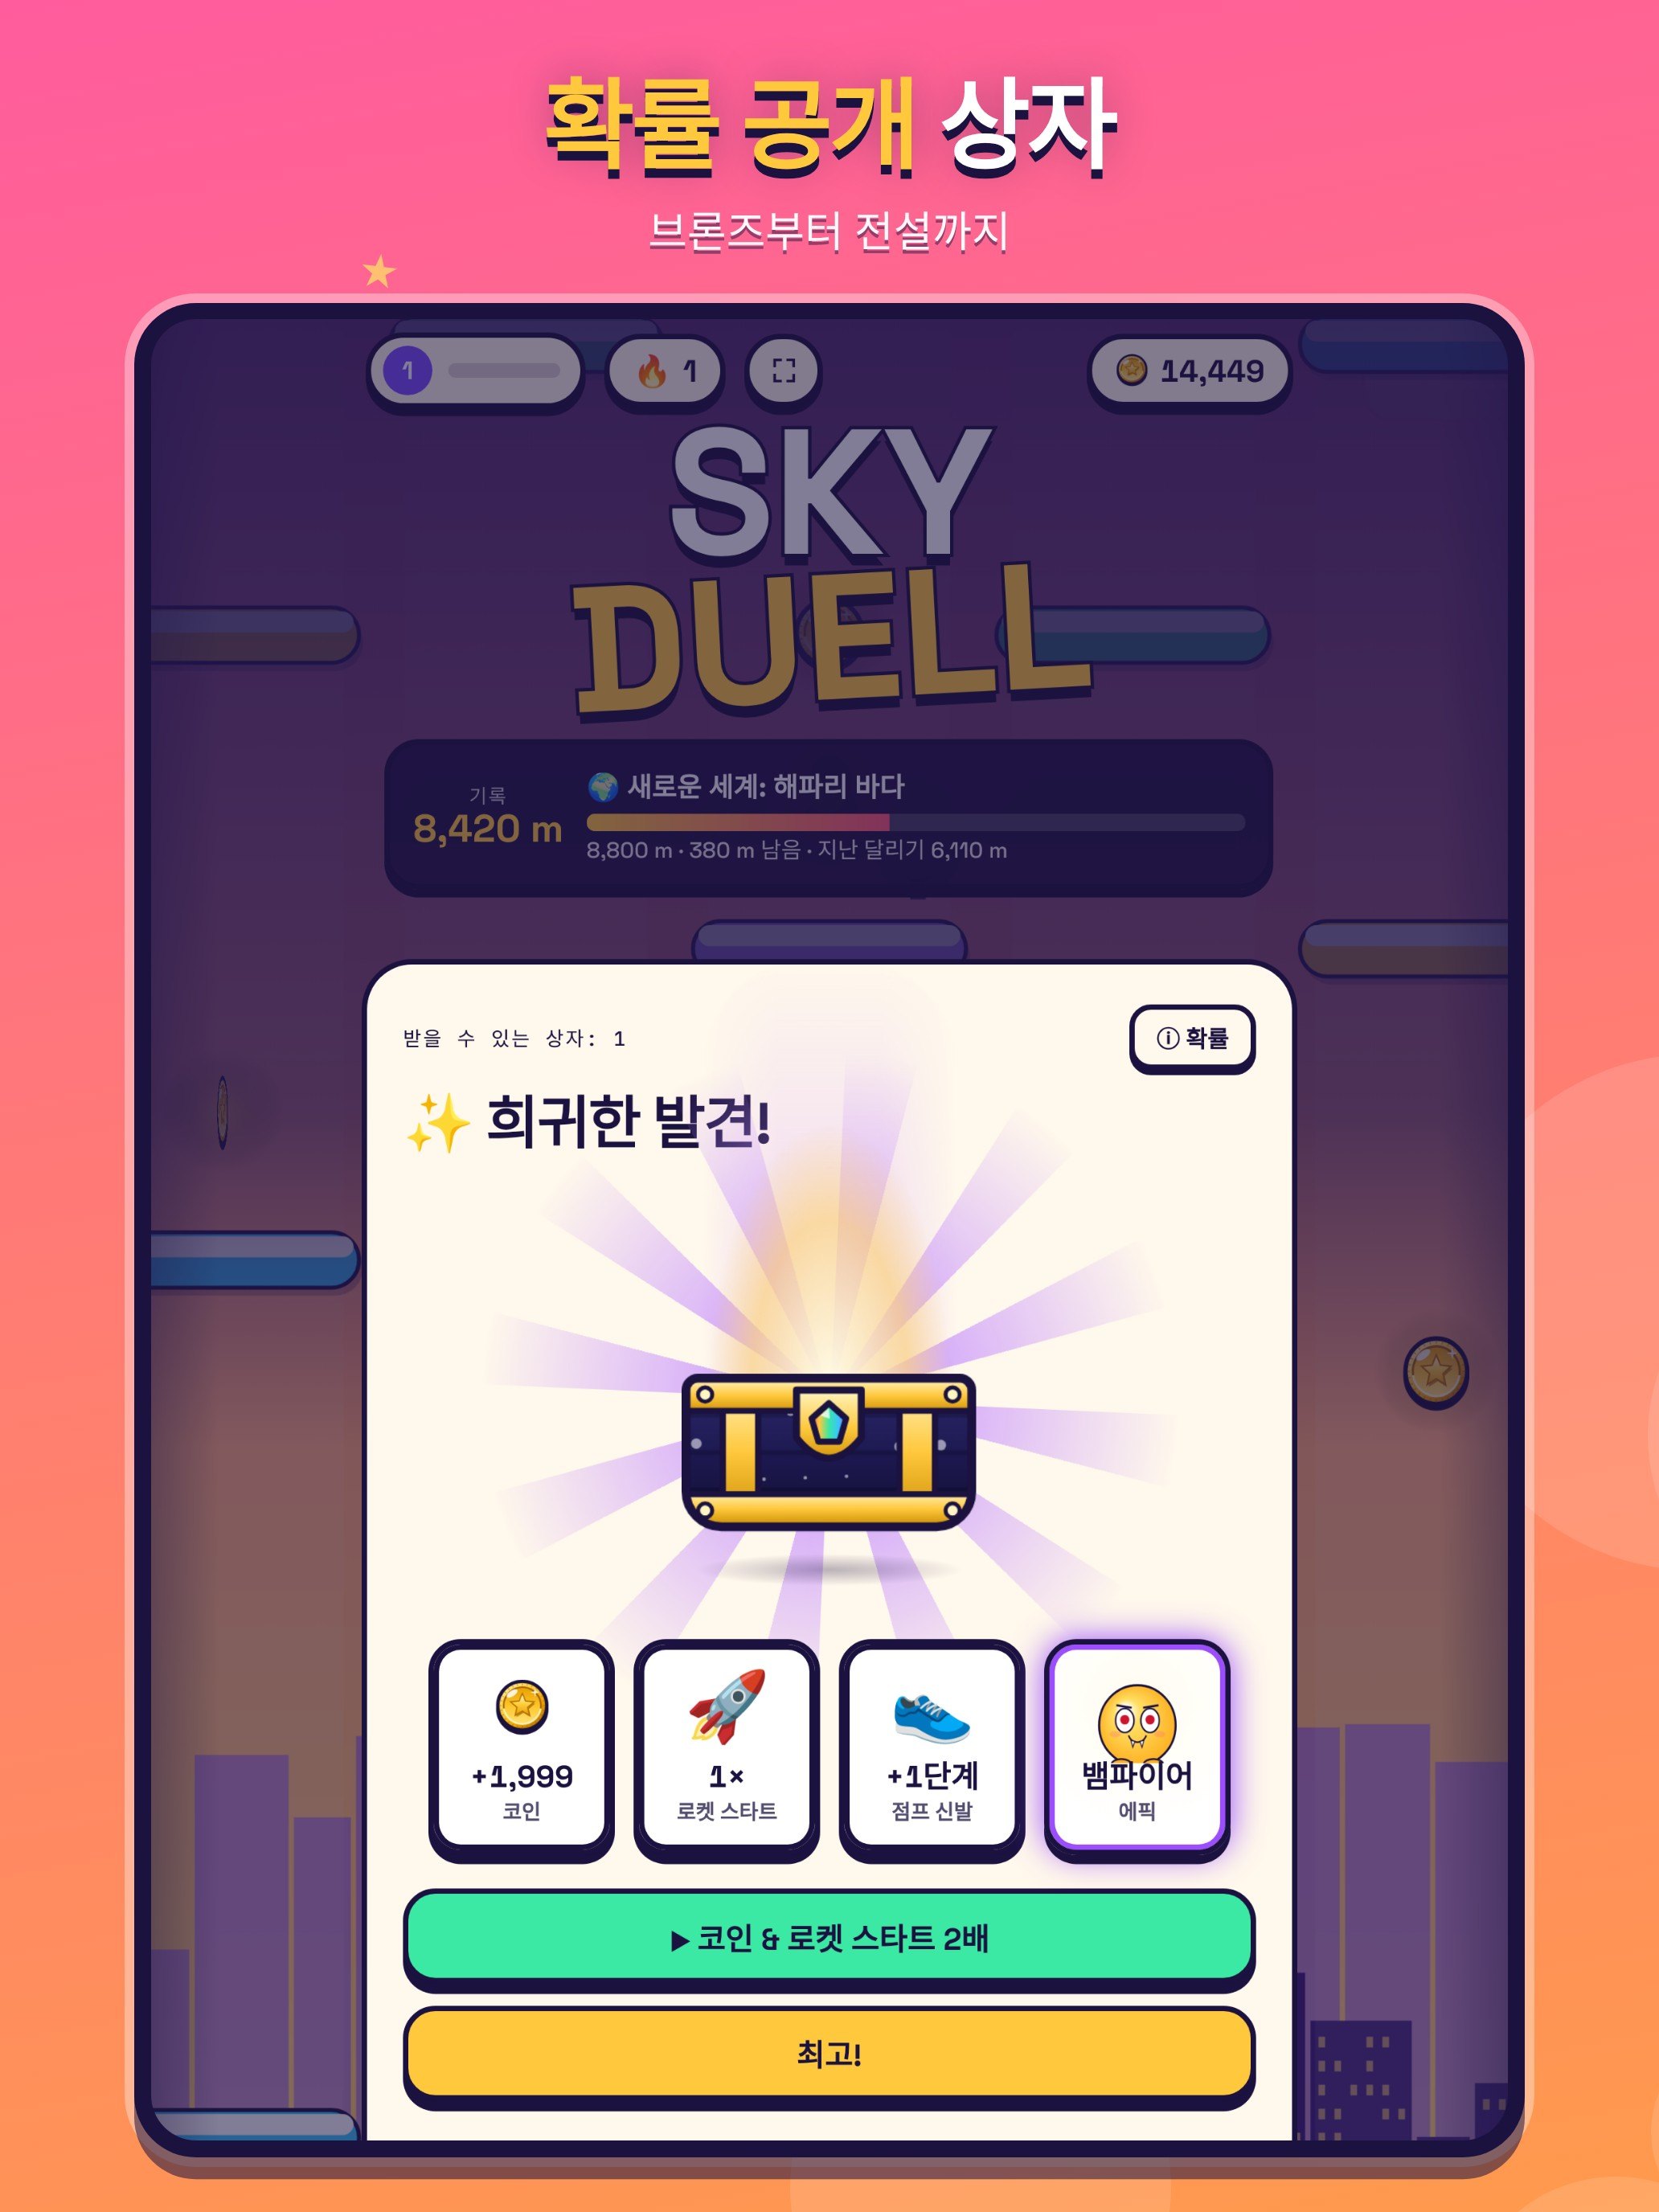 확률 공개 상자
브론즈부터 전설까지
1
1
14,449
SKY
DUELL
기록
8,420 m
🌍 새로운 세계: 해파리 바다
8,800 m · 380 m 남음 · 지난 달리기 6,110 m
받을 수 있는 상자: 1
ⓘ 확률
✨ 희귀한 발견!
+1,999
코인
1×
로켓 스타트
+1단계
점프 신발
뱀파이어
에픽
▶ 코인 & 로켓 스타트 2배
최고!